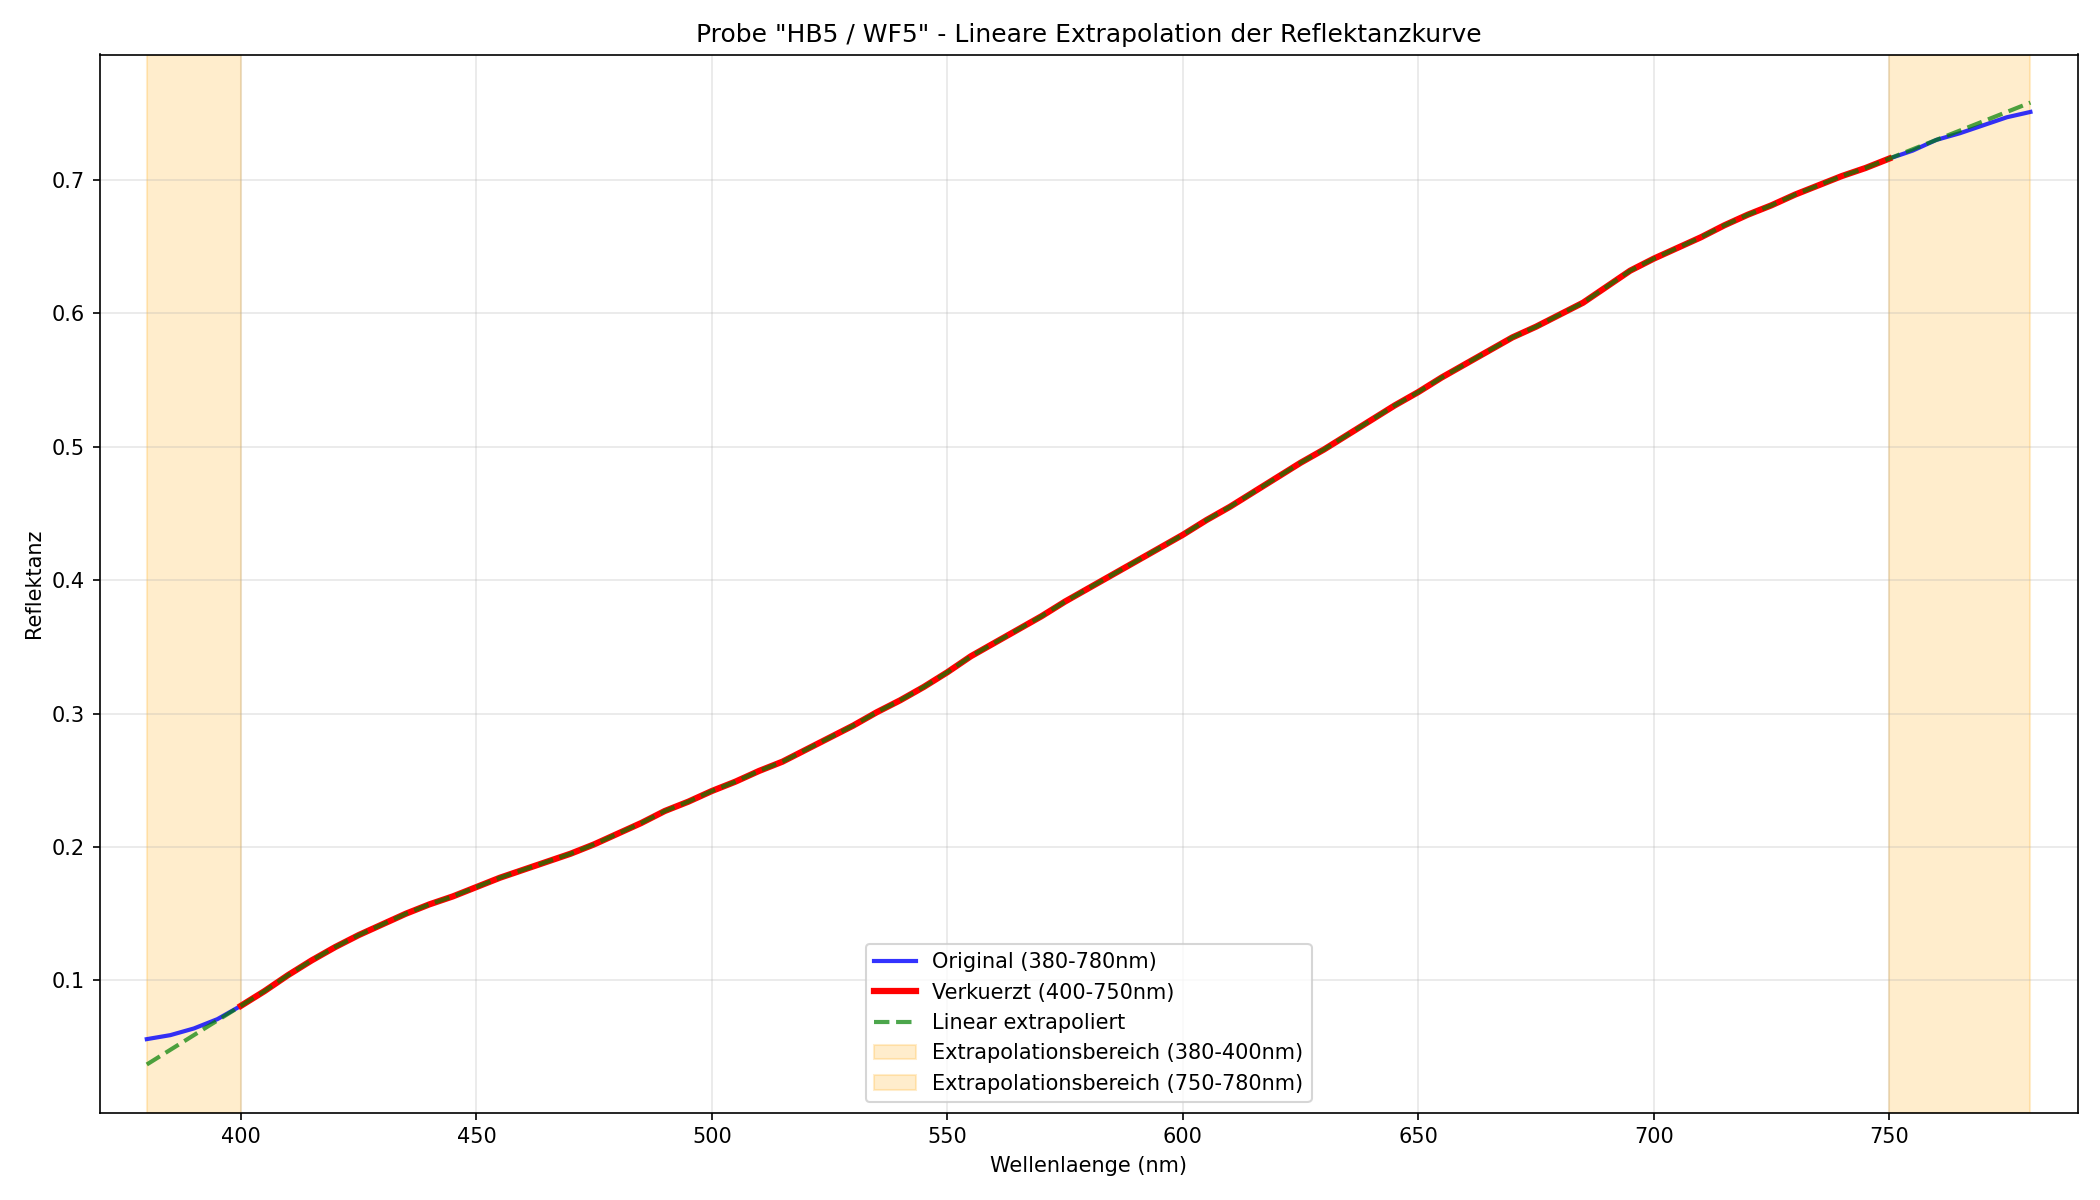 Probe "HB5 / WF5" - Lineare Extrapolation der Reflektanzkurve
Reflektanz
0.7
0.6
0.5
0.4
0.3
0.2
0.1
Original (380-780nm)
Verkuerzt (400-750nm)
Linear extrapoliert
Extrapolationsbereich (380-400nm)
Extrapolationsbereich (750-780nm)
400 450 500 550 600 650 700 750
Wellenlaenge (nm)